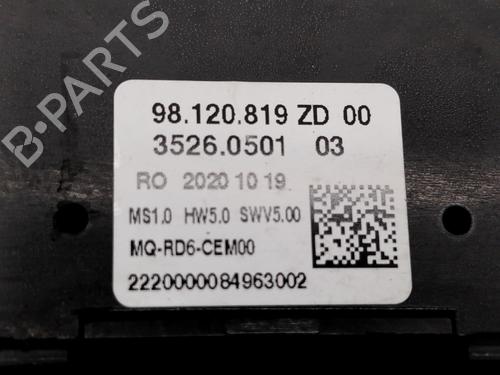 98.120.819 ZD 00
3526.0501 03
RO 2020 10 19
MS1.0 HW5.0 SWV5.00
MQ-RD6-CEM00
2220000084963002
B-PARTS